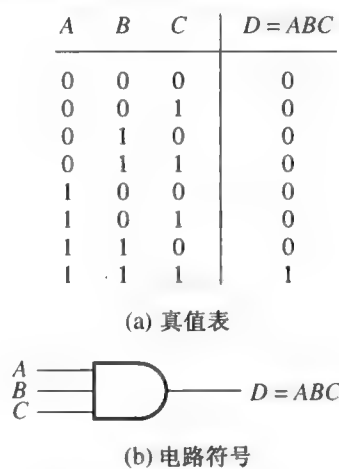 A B C D = ABC
0 0 0 0
0 0 1 0
0 1 0 0
0 1 1 0
1 0 0 0
1 0 1 0
1 1 0 0
1 1 1 1
(a) 真值表
A
B
C
D = ABC
(b) 电路符号